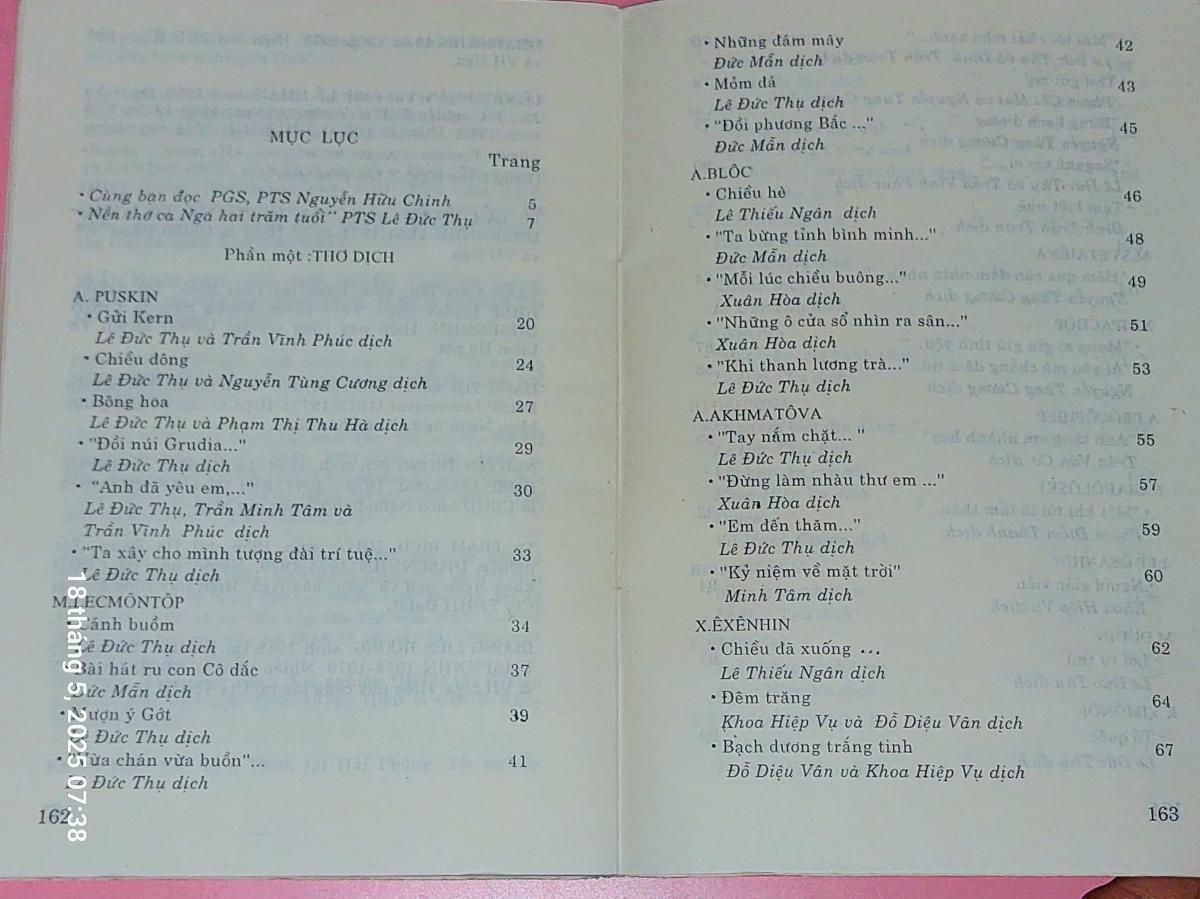 MỤC LỤC
Trang
• Cùng bạn đọc PGS, PTS Nguyễn Hữu Chinh 5
• Nền thơ ca Nga hai trăm tuổi" PTS Lê Đức Thụ 7
Phần một :THƠ DỊCH
A. PUSKIN
• Gửi Kern 20
Lê Đức Thụ và Trần Vĩnh Phúc dịch
• Chiều đông 24
Lê Đức Thụ và Nguyễn Tùng Cương dịch
• Bông hoa 27
Lê Đức Thụ và Phạm Thị Thu Hà dịch
• "Đồi núi Grudia..." 29
Lê Đức Thụ dịch
• "Anh đã yêu em,..." 30
Lê Đức Thụ, Trần Minh Tâm và
Trần Vĩnh Phúc dịch
• "Ta xây cho mình tượng đài trí tuệ..." 33
Lê Đức Thụ dịch
M.LECMÔNTÔP
Cánh buồm 34
Lê Đức Thụ dịch
Bài hát ru con Cô dắc 37
Đức Mẫn dịch
• Mượn ý Gớt 39
Lê Đức Thụ dịch
• "Vừa chán vừa buồn"... 41
Lê Đức Thụ dịch
162
• Những đám mây 42
Đức Mẫn dịch
• Mỏm đá 43
Lê Đức Thụ dịch
• "Đồi phương Bắc ..." 45
Đức Mẫn dịch
A.BLÔC
• Chiều hè 46
Lê Thiếu Ngân dịch
• "Ta bừng tỉnh bình minh..." 48
Đức Mẫn dịch
• "Mỗi lúc chiều buông..." 49
Xuân Hòa dịch
• "Những ô cửa sổ nhìn ra sân..." 51
Xuân Hòa dịch
• "Khi thanh lương trà..." 53
Lê Đức Thụ dịch
A.AKHMATÔVA
• "Tay nắm chặt... " 55
Lê Đức Thụ dịch
• "Đừng làm nhàu thư em ..." 57
Xuân Hòa dịch
• "Em đến thăm..." 59
Lê Đức Thụ dịch
• "Kỷ niệm về mặt trời" 60
Minh Tâm dịch
X.ÊXÊNHIN
• Chiều đã xuống ... 62
Lê Thiếu Ngân dịch
• Đêm trăng 64
Khoa Hiệp Vụ và Đỗ Diệu Vân dịch
• Bạch dương trắng tinh 67
Đỗ Diệu Vân và Khoa Hiệp Vụ dịch
163
18 tháng 5, 2025 07:38